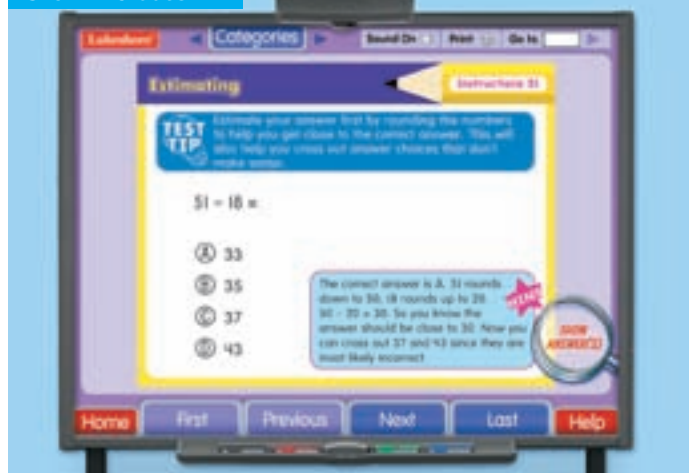 Lakeshore
Categories
Sound On
Print
Go to
Estimating
Instructions
TEST TIP
Estimate your answer first by rounding the numbers
to help you get close to the correct answer. This will
also help you cross out answer choices that don't
make sense.
51 - 18 =
A 33
B 35
C 37
D 43
The correct answer is A. 51 rounds
down to 50. 18 rounds up to 20.
50 - 20 = 30. So you know the
answer should be close to 30. Now you
can cross out 37 and 43 since they are
most likely incorrect.
HINT
SHOW
ANSWER(S)
Home
First
Previous
Next
Last
Help